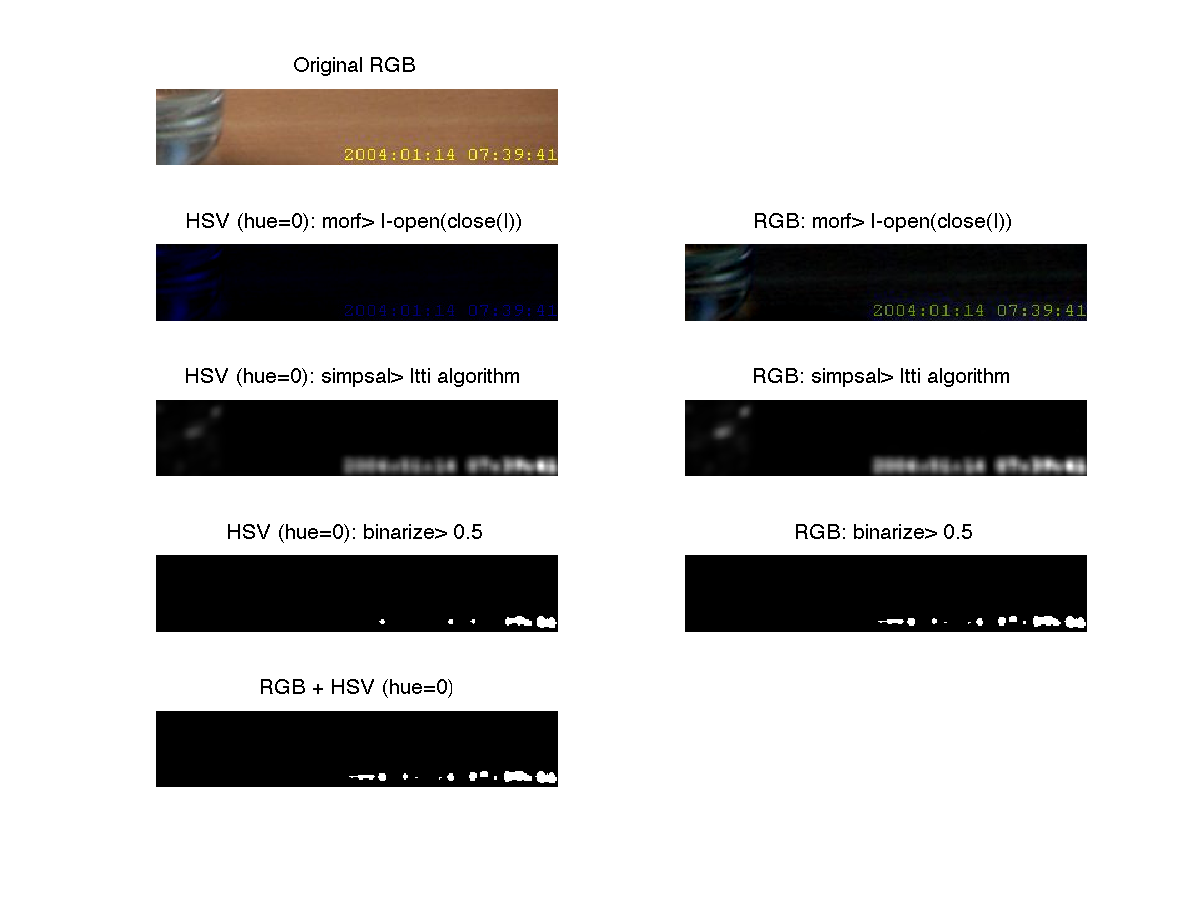 Original RGB
2004:01:14 07:39:41
HSV (hue=0): morf> I-open(close(I))
RGB: morf> I-open(close(I))
2004:01:14 07:39:41
2004:01:14 07:39:41
HSV (hue=0): simpsal> Itti algorithm
RGB: simpsal> Itti algorithm
HSV (hue=0): binarize> 0.5
RGB: binarize> 0.5
RGB + HSV (hue=0)